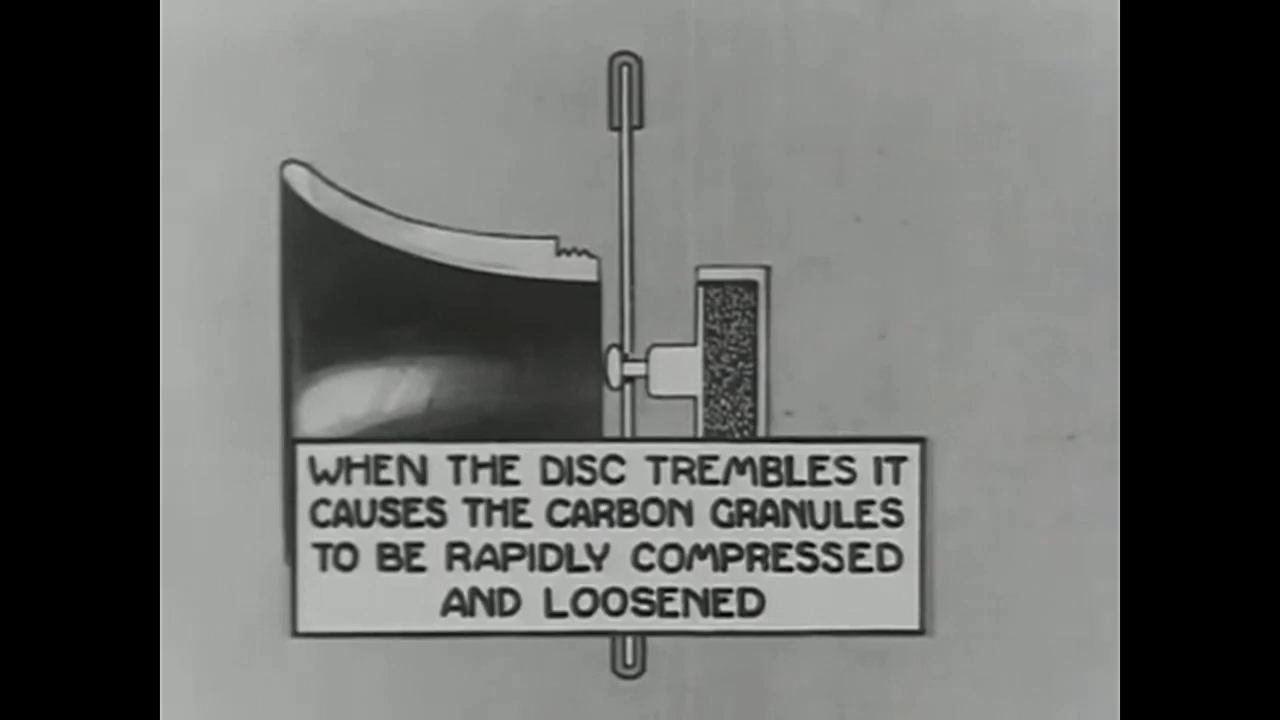 WHEN THE DISC TREMBLES IT
CAUSES THE CARBON GRANULES
TO BE RAPIDLY COMPRESSED
AND LOOSENED